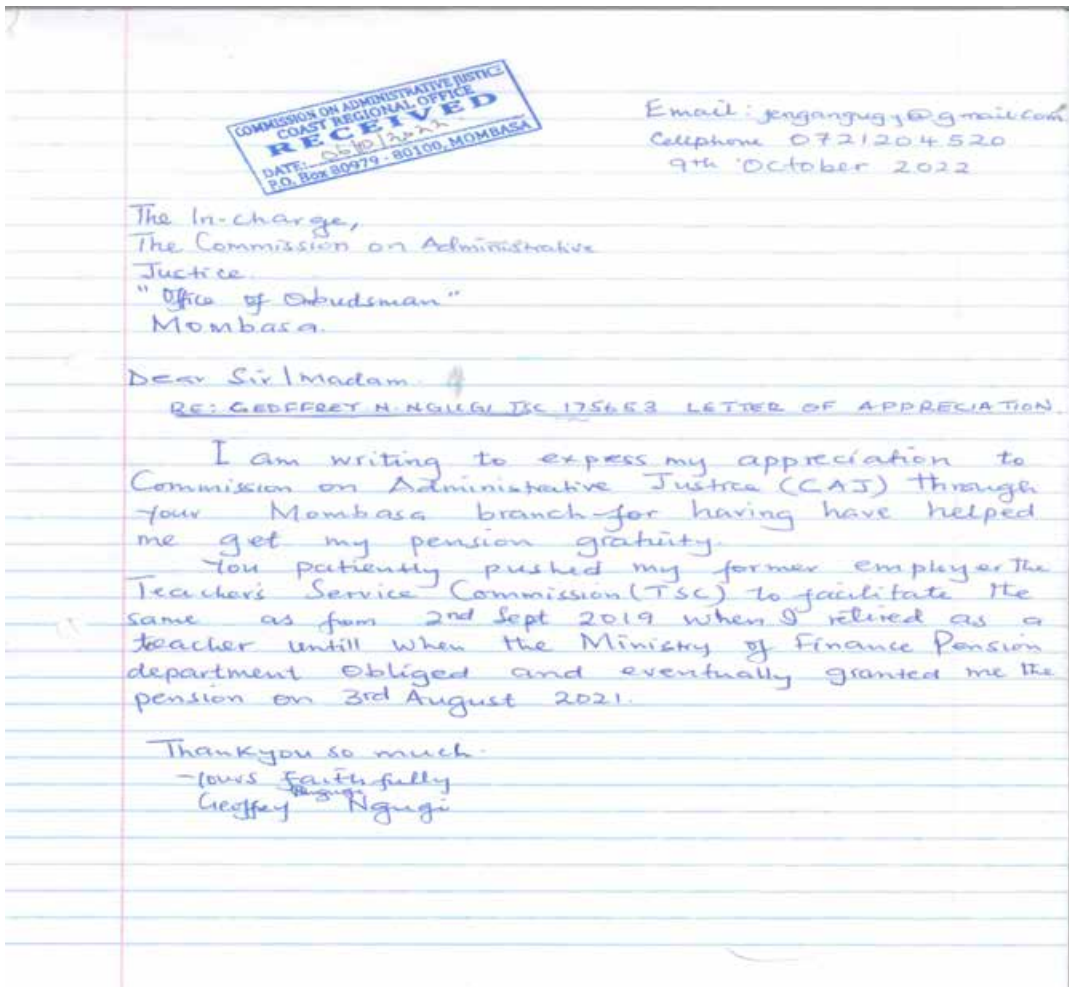 COMMISSION ON ADMINISTRATIVE JUSTICE
COAST REGIONAL OFFICE
RECEIVED
DATE: 06/10/2022
P.O. Box 80979 - 80100, MOMBASA
Email: @gmail.com
Cellphone 0721204520
9th October 2022
The In-charge,
The Commission on Administrative
Justice.
"Office of Ombudsman"
Mombasa.
Dear Sir/Madam.
RE: GEOFFREY N. NGUGI TSC 175653 LETTER OF APPRECIATION.
I am writing to expess my appreciation to
Commission on Administrative Justice (CAJ) through
your Mombasa branch for having have helped
me get my pension gratuity.
You patiently pushed my former employer the
Teacher's Service Commission (TSC) to facilitate the
same as from 2nd Sept 2019 when I retired as a
teacher untill when the Ministry of Finance Pension
department obliged and eventually granted me the
pension on 3rd August 2021.
Thankyou so much.
Yours faithfully
Geoffey Ngugi